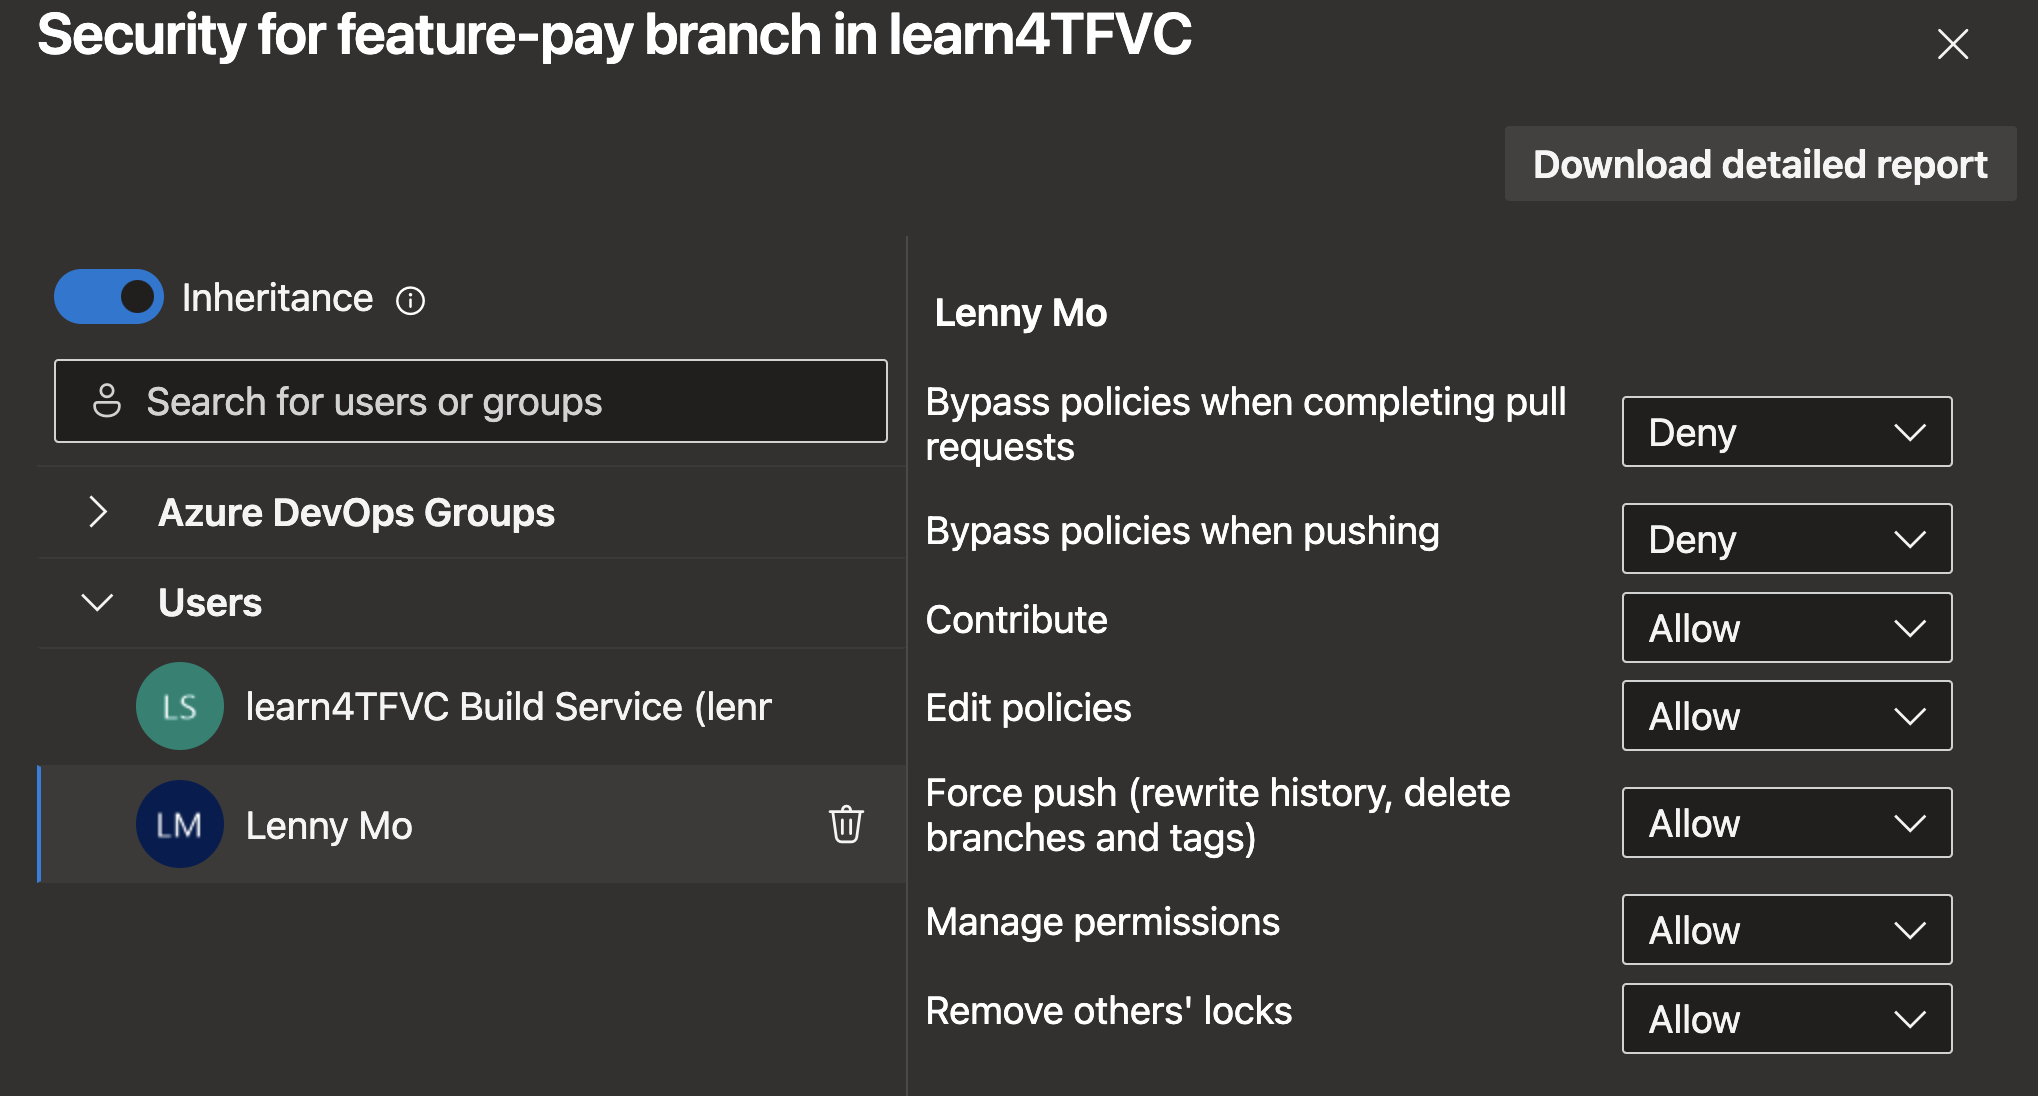 Security for feature-pay branch in learn4TFVC
Download detailed report
Inheritance
Search for users or groups
Azure DevOps Groups
Users
LS
learn4TFVC Build Service (lenr
LM
Lenny Mo
Lenny Mo
Bypass policies when completing pull
requests
Deny
Bypass policies when pushing
Deny
Contribute
Allow
Edit policies
Allow
Force push (rewrite history, delete
branches and tags)
Allow
Manage permissions
Allow
Remove others' locks
Allow